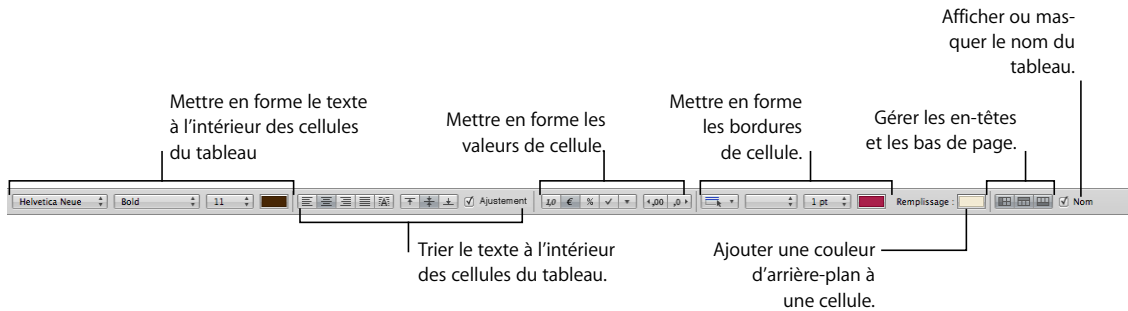 Afficher ou mas-
quer le nom du
tableau.
Mettre en forme le texte
à l'intérieur des cellules
du tableau
Mettre en forme les
valeurs de cellule
Mettre en forme
les bordures
de cellule.
Gérer les en-têtes
et les bas de page.
Helvetica Neue Bold 11 A Ajustement 1,0 € % ,00 ,0 1 pt Remplissage : Nom
Trier le texte à l'intérieur
des cellules du tableau.
Ajouter une couleur
d'arrière-plan à
une cellule.